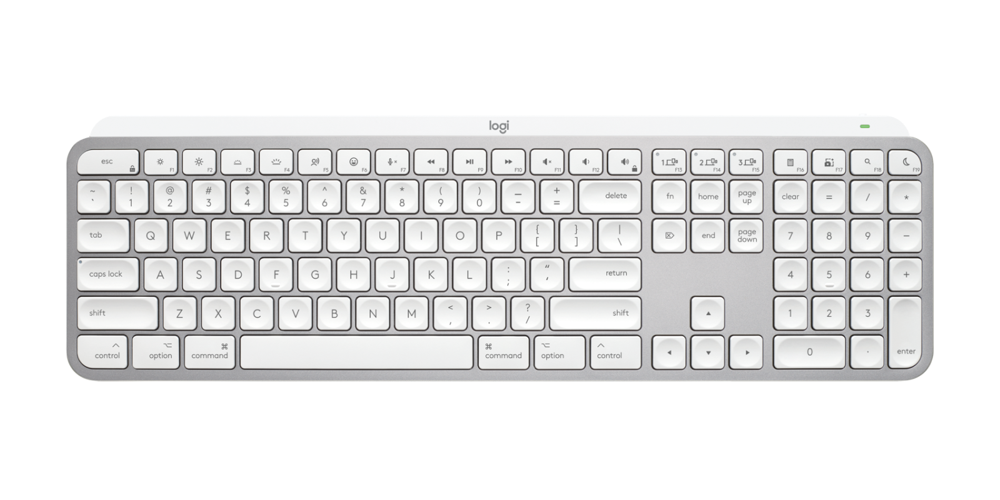 logi
esc F1 F2 F3 F4 F5 F6 F7 F8 F9 F10 F11 F12 1 F13 2 F14 3 F15 F16 F17 F18 F19
~ ! @ # $ % ^ & * ( ) — +
` 1 2 3 4 5 6 7 8 9 0 - = delete fn home page up clear = / *
tab Q W E R T Y U I O P { [ } ] | \ end page down 7 8 9 −
caps lock A S D F G H J K L : ; “ ‘ return 4 5 6 +
shift Z X C V B N M < , > . ? / shift ▲ 1 2 3
^ control ⌥ option ⌘ command ⌘ command ⌥ option ^ control ◀ ▼ ▶ 0 . enter